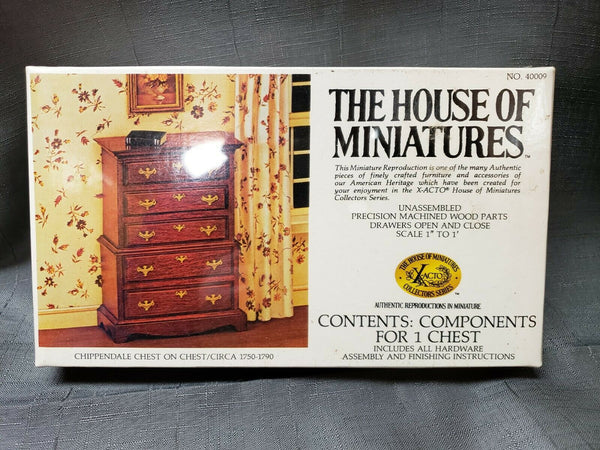 NO. 40009
THE HOUSE OF
MINIATURES™
This Miniature Reproduction is one of the many Authentic
pieces of finely crafted furniture and accessories of
our American Heritage which have been created for
your enjoyment in the X-ACTO® House of Miniatures
Collectors Series.
UNASSEMBLED
PRECISION MACHINED WOOD PARTS
DRAWERS OPEN AND CLOSE
SCALE 1" TO 1'
THE HOUSE OF MINIATURES
X-ACTO
COLLECTOR'S SERIES
AUTHENTIC REPRODUCTIONS IN MINIATURE
CONTENTS: COMPONENTS
FOR 1 CHEST
INCLUDES ALL HARDWARE
ASSEMBLY AND FINISHING INSTRUCTIONS
CHIPPENDALE CHEST ON CHEST/CIRCA 1750-1790